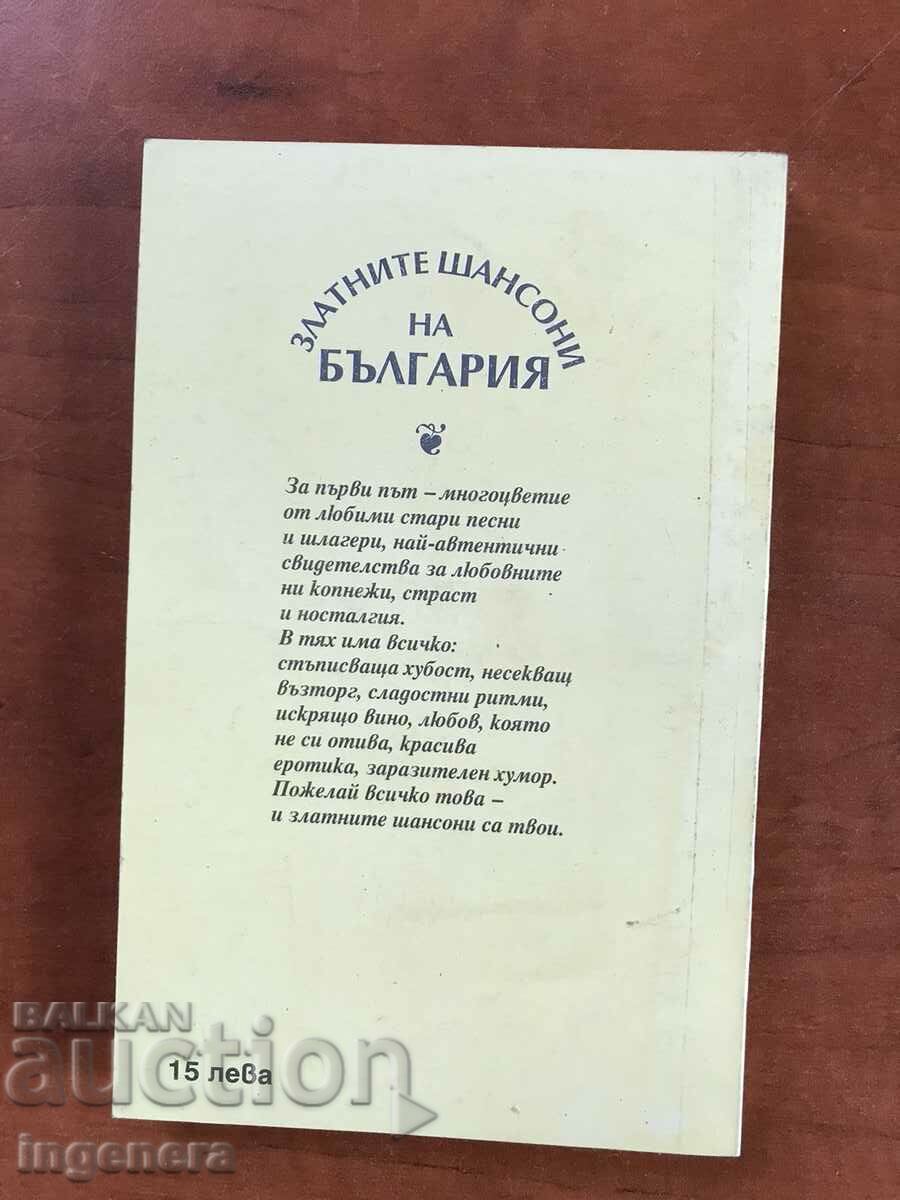 ЗЛАТНИТЕ ШАНСОНИ
НА
БЪЛГАРИЯ
За първи път – многоцветие
от любими стари песни
и шлагери, най-автентични
свидетелства за любовните
ни копнежи, страст
и носталгия.
В тях има всичко:
стъписваща хубост, несекващ
възторг, сладостни ритми,
искрящо вино, любов, която
не си отива, красива
еротика, заразителен хумор.
Пожелай всичко това –
и златните шансони са твои.
15 лева
BALKAN
auction
ingenera